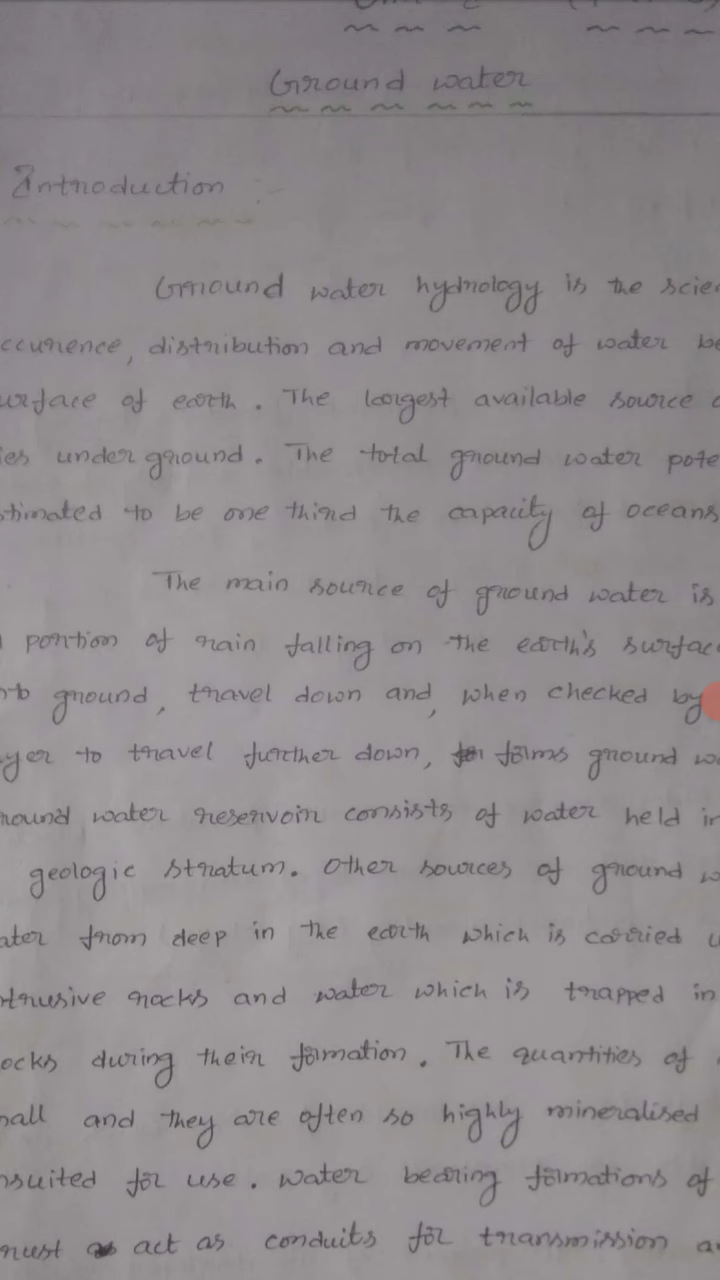 Ground water
Introduction :-
Ground water hydrology is the scien
ccurence, distribution and movement of water be
urface of earth. The largest available source o
ies under ground. The total ground water pote
stimated to be one third the capacity of oceans
The main source of ground water is
portion of rain falling on the earth's surfac
ground, travel down and, when checked by
yer to travel further down, forms ground wa
round water reservoir consists of water held in
geologic stratum. Other sources of ground w
ater from deep in the earth which is carried u
trusive rocks and water which is trapped in
ocks during their formation. The quantities of
mall and they are often so highly mineralised
nsuited for use. Water bearing formations of
must act as conduits for transmission an